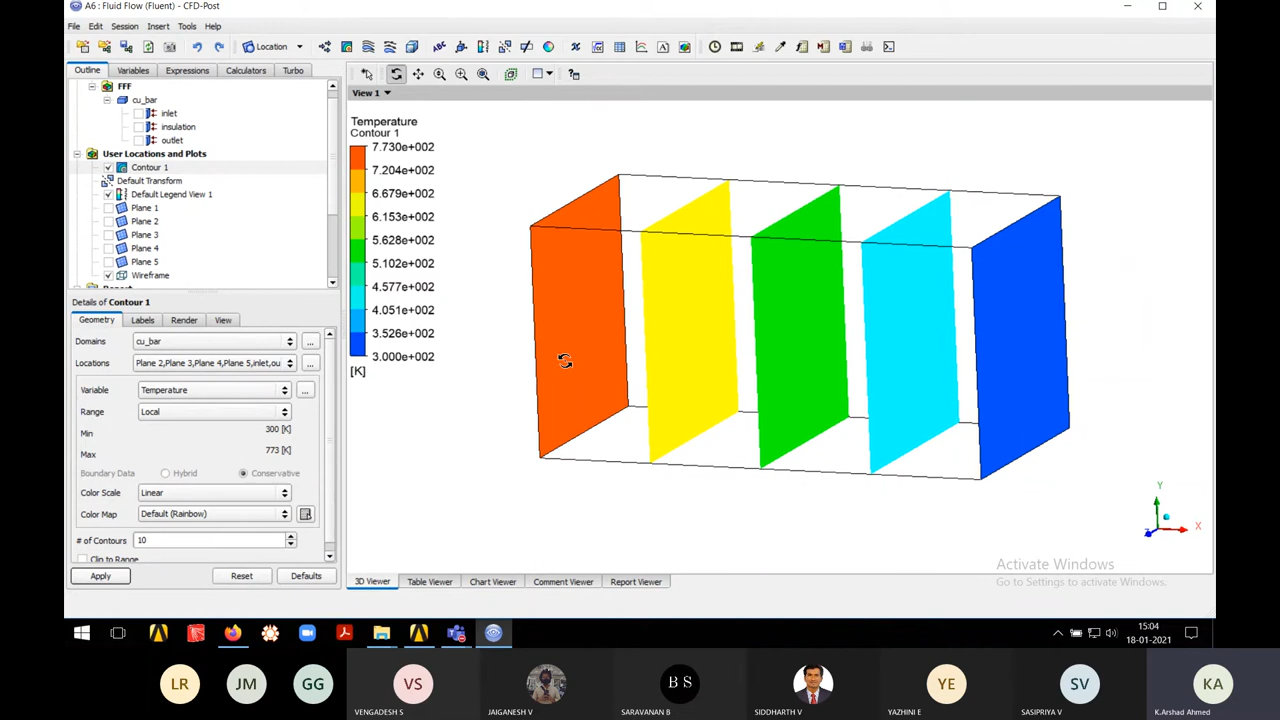 A6 : Fluid Flow (Fluent) - CFD-Post
File Edit Session Insert Tools Help
Location
Outline Variables Expressions Calculators Turbo
FFF
cu_bar
inlet
insulation
outlet
User Locations and Plots
Contour 1
Default Transform
Default Legend View 1
Plane 1
Plane 2
Plane 3
Plane 4
Plane 5
Wireframe
Details of Contour 1
Geometry Labels Render View
Domains cu_bar ...
Locations Plane 2,Plane 3,Plane 4,Plane 5,inlet,ou ...
Variable Temperature ...
Range Local
Min 300 [K]
Max 773 [K]
Boundary Data Hybrid Conservative
Color Scale Linear
Color Map Default (Rainbow)
# of Contours 10
Clip to Range
Apply Reset Defaults
View 1
Temperature
Contour 1
7.730e+002
7.204e+002
6.679e+002
6.153e+002
5.628e+002
5.102e+002
4.577e+002
4.051e+002
3.526e+002
3.000e+002
[K]
Y
X
Z
Activate Windows
Go to Settings to activate Windows.
3D Viewer Table Viewer Chart Viewer Comment Viewer Report Viewer
15:04
18-01-2021
LR JM GG VS B S YE SV KA
VENGADESH S JAIGANESH V SARAVANAN B SIDDHARTH V YAZHINI E SASIPRIYA V K.Arshad Ahmed